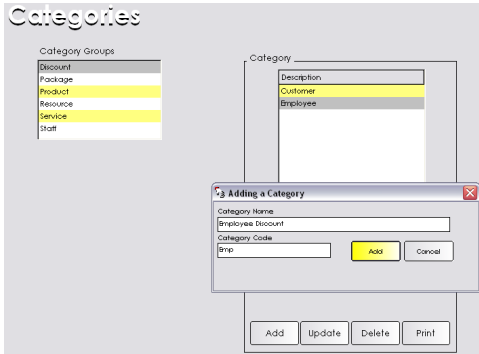 Categories
Category Groups
Discount
Package
Product
Resource
Service
Staff
Category
Description
Customer
Employee
Adding a Category
Category Name
Employee Discount
Category Code
Emp
Add
Cancel
Add
Update
Delete
Print